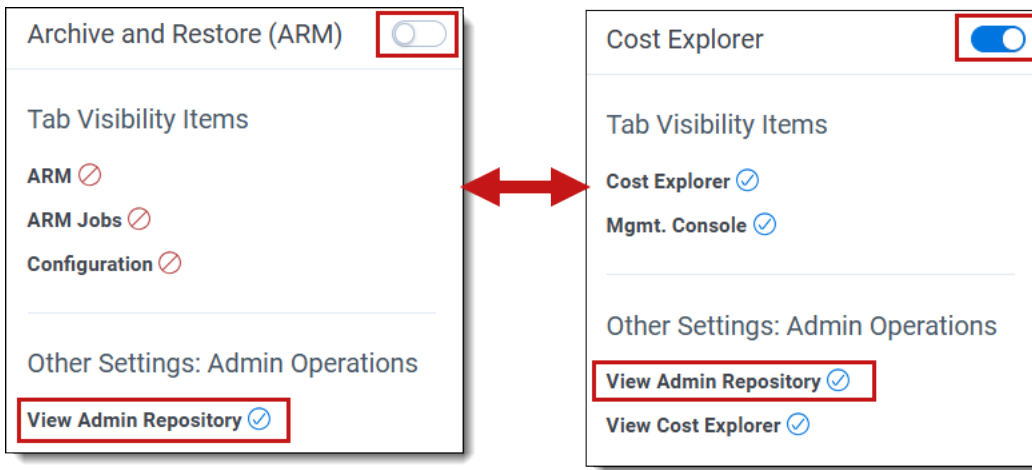 Archive and Restore (ARM)
Tab Visibility Items
ARM
ARM Jobs
Configuration
Other Settings: Admin Operations
View Admin Repository
Cost Explorer
Tab Visibility Items
Cost Explorer
Mgmt. Console
Other Settings: Admin Operations
View Admin Repository
View Cost Explorer